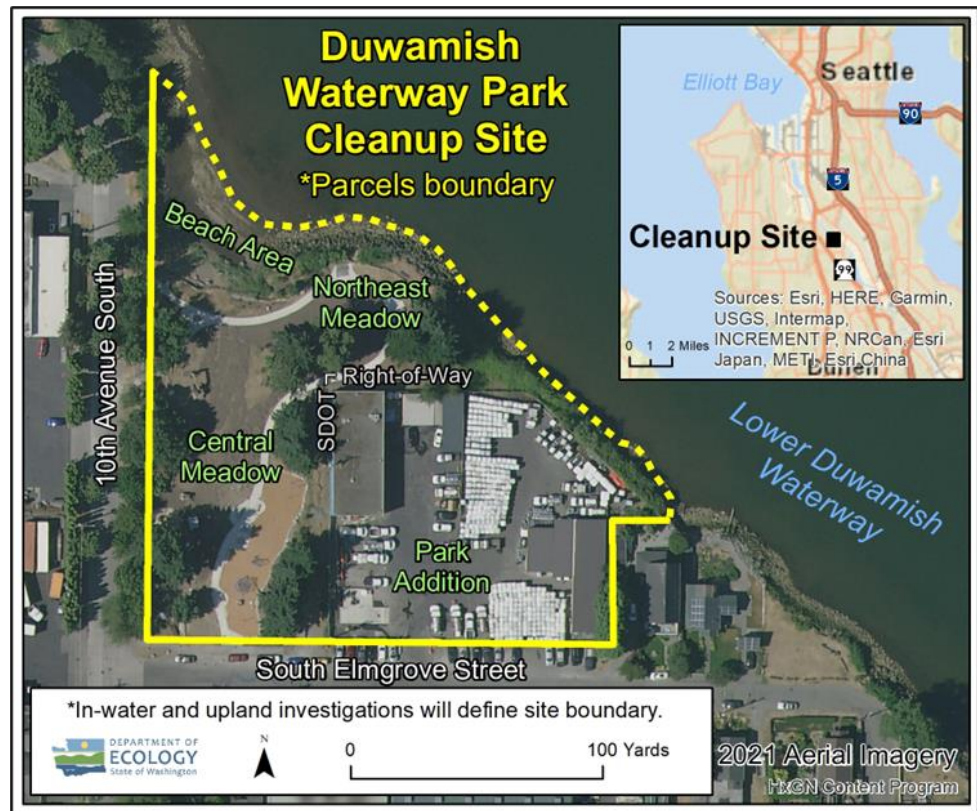 Duwamish
Waterway Park
Cleanup Site
*Parcels boundary
Elliott Bay
Seattle
90
5
Cleanup Site
99
Sources: Esri, HERE, Garmin,
USGS, Intermap,
INCREMENT P, NRCan, Esri
Japan, METI, Esri China
0 1 2 Miles
Beach Area
Northeast
Meadow
Right-of-Way
SDOT
10th Avenue South
Central
Meadow
Park
Addition
Lower Duwamish
Waterway
South Elmgrove Street
*In-water and upland investigations will define site boundary.
DEPARTMENT OF
ECOLOGY
State of Washington
N
0 100 Yards
2021 Aerial Imagery
HxGN Content Program